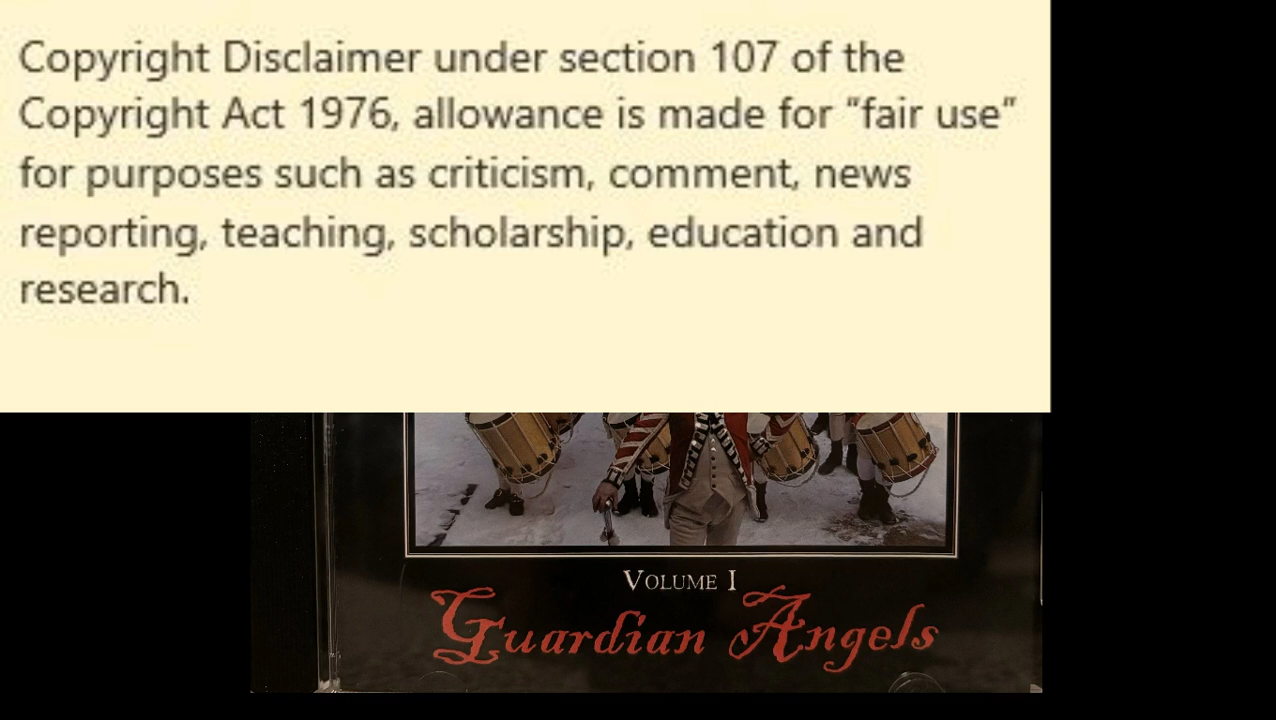 Copyright Disclaimer under section 107 of the
Copyright Act 1976, allowance is made for “fair use”
for purposes such as criticism, comment, news
reporting, teaching, scholarship, education and
research.
VOLUME I
Guardian Angels